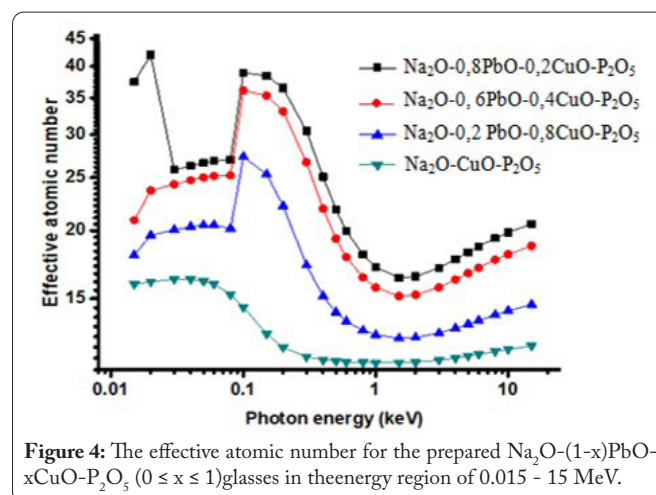 45
40
35
30
25
20
15
Effective atomic number
Na₂O-0,8PbO-0,2CuO-P₂O₅
Na₂O-0, 6PbO-0,4CuO-P₂O₅
Na₂O-0,2 PbO-0,8CuO-P₂O₅
Na₂O-CuO-P₂O₅
0.01 0.1 1 10
Photon energy (keV)
Figure 4: The effective atomic number for the prepared Na₂O-(1-x)PbO-
xCuO-P₂O₅ (0 ≤ x ≤ 1)glasses in theenergy region of 0.015 - 15 MeV.